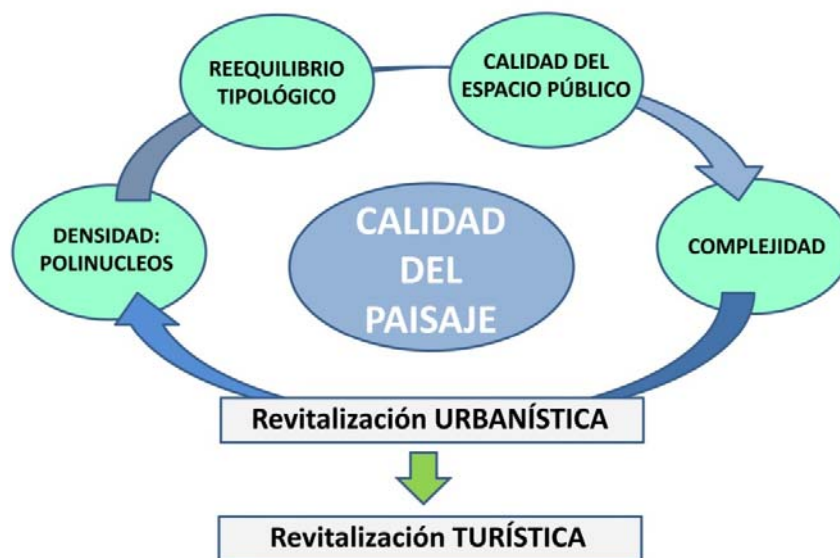 REEQUILIBRIO
TIPOLÓGICO
CALIDAD DEL
ESPACIO PÚBLICO
DENSIDAD:
POLINUCLEOS
CALIDAD
DEL
PAISAJE
COMPLEJIDAD
Revitalización URBANÍSTICA
Revitalización TURÍSTICA